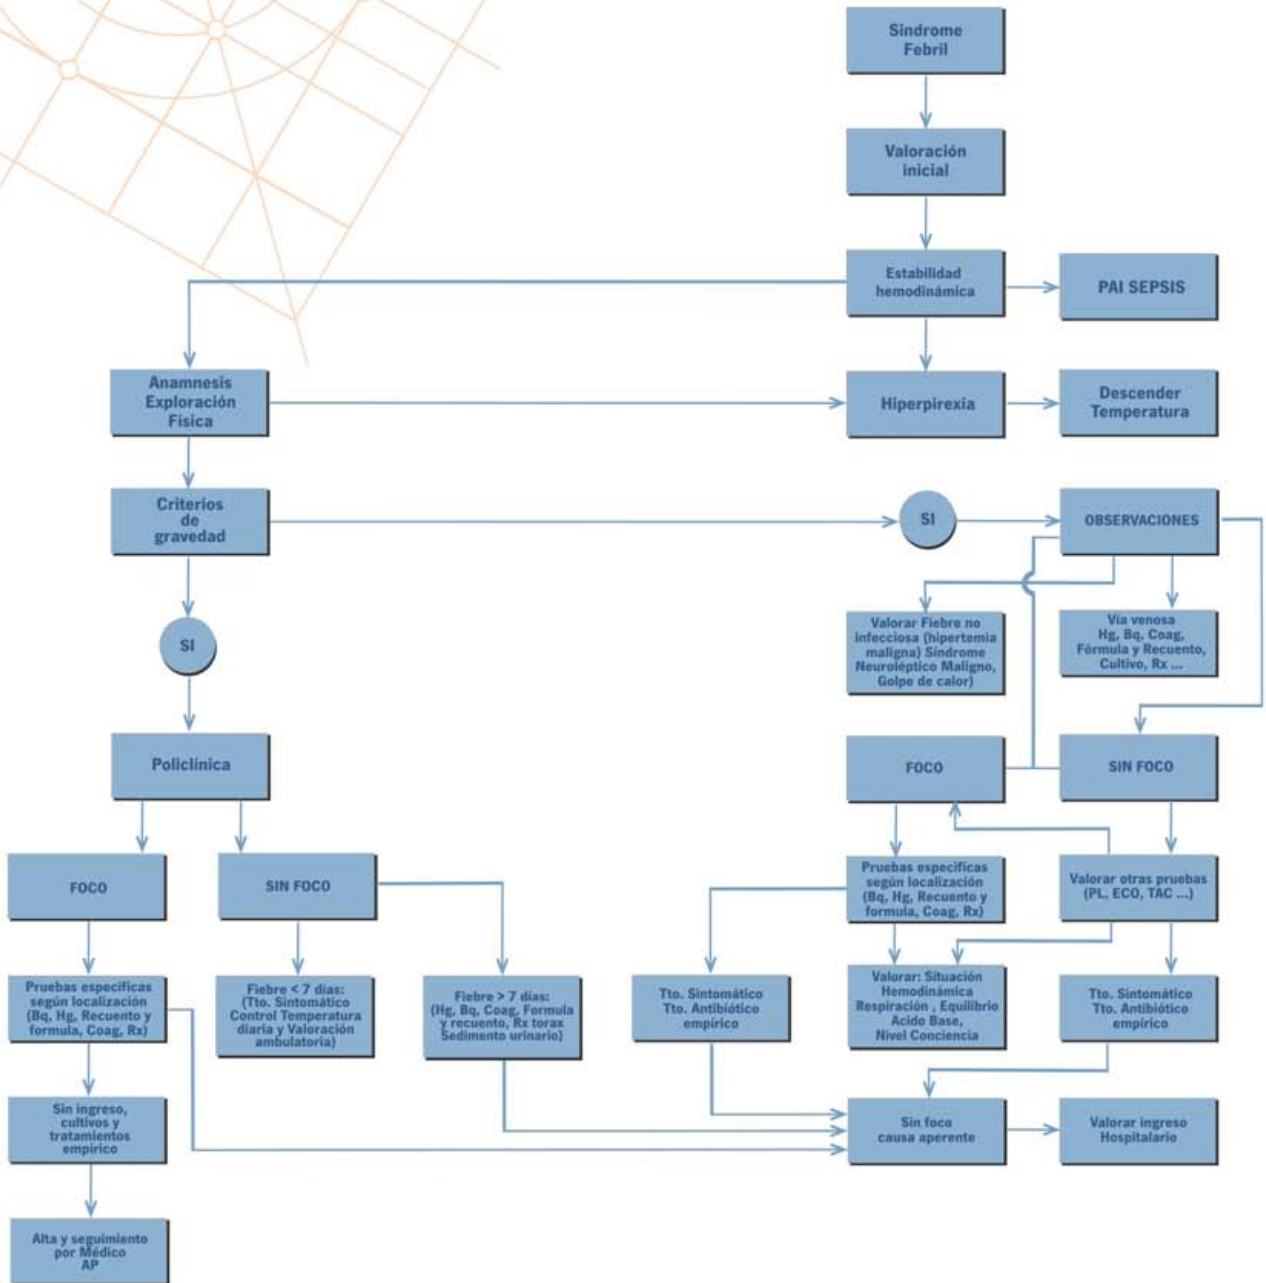 Sindrome
Febril
Valoración
inicial
Estabilidad
hemodinámica
PAI SEPSIS
Anamnesis
Exploración
Física
Hiperpirexia
Descender
Temperatura
Criterios
de
gravedad
SI
OBSERVACIONES
Valorar Fiebre no
infecciosa (hipertemia
maligna) Síndrome
Neuroléptico Maligno,
Golpe de calor)
Vía venosa
Hg, Bq, Coag,
Fórmula y Recuento,
Cultivo, Rx ...
SI
Policlínica
FOCO
SIN FOCO
FOCO
SIN FOCO
Pruebas especificas
según localización
(Bq, Hg, Recuento y
formula, Coag, Rx)
Valorar otras pruebas
(PL, ECO, TAC ...)
Pruebas especificas
según localización
(Bq, Hg, Recuento y
formula, Coag, Rx)
Fiebre < 7 dias:
(Tto. Sintomático
Control Temperatura
diaria y Valoración
ambulatoria)
Fiebre > 7 dias:
(Hg, Bq, Coag, Formula
y recuento, Rx torax
Sedimento urinario)
Tto. Sintomático
Tto. Antibiótico
empírico
Valorar: Situación
Hemodinámica
Respiración , Equilibrio
Acido Base,
Nivel Conciencia
Tto. Sintomático
Tto. Antibiótico
empírico
Sin ingreso,
cultivos y
tratamientos
empírico
Sin foco
causa aperente
Valorar ingreso
Hospitalario
Alta y seguimiento
por Médico
AP